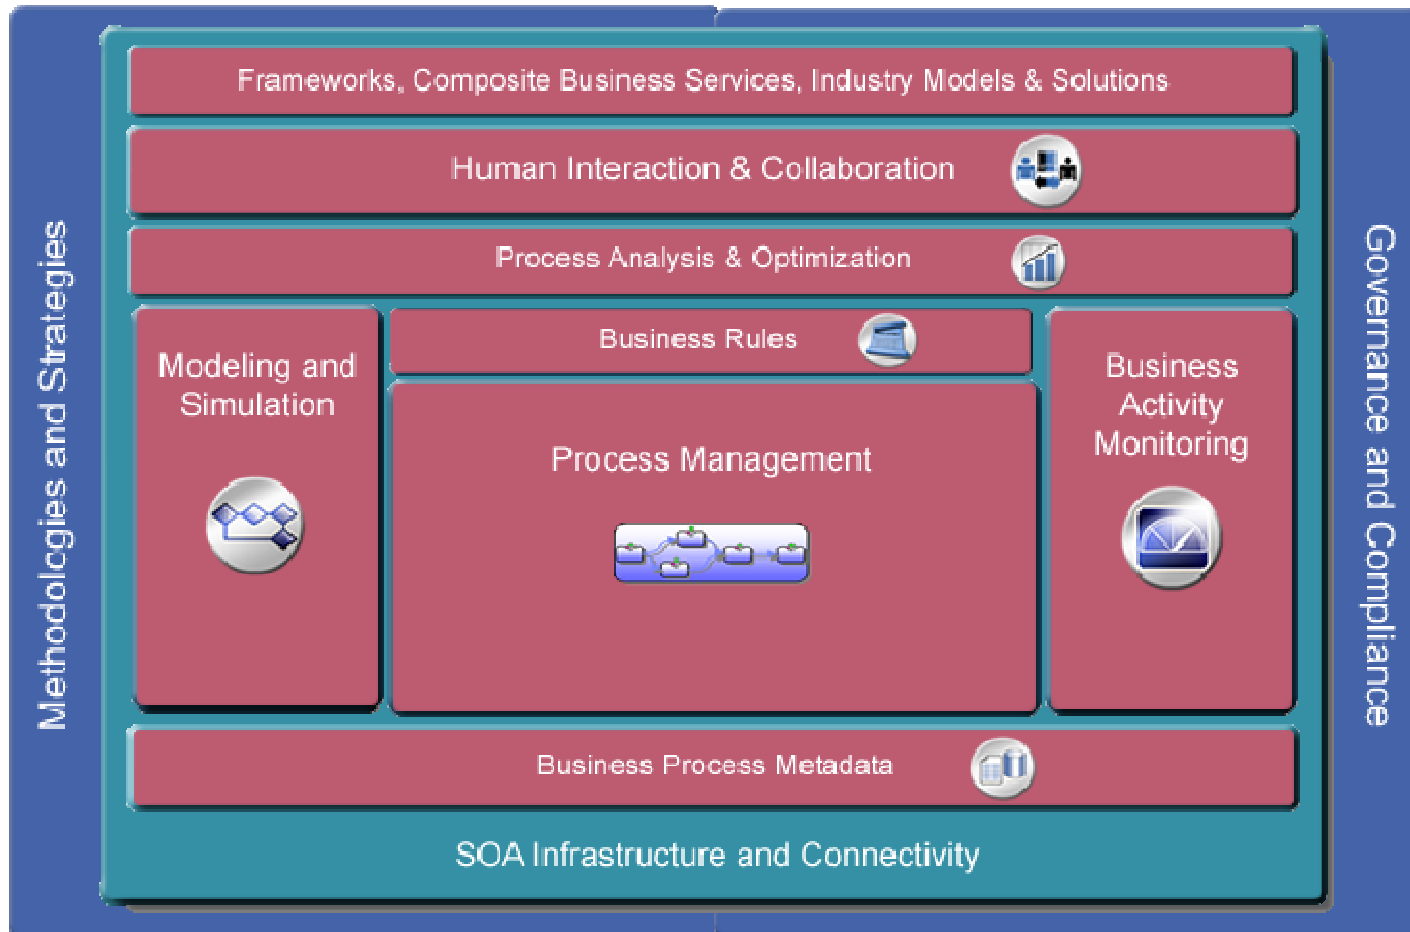 Methodologies and Strategies
Frameworks, Composite Business Services, Industry Models & Solutions
Human Interaction & Collaboration
Process Analysis & Optimization
Modeling and
Simulation
Business Rules
Process Management
Business
Activity
Monitoring
Business Process Metadata
SOA Infrastructure and Connectivity
Governance and Compliance